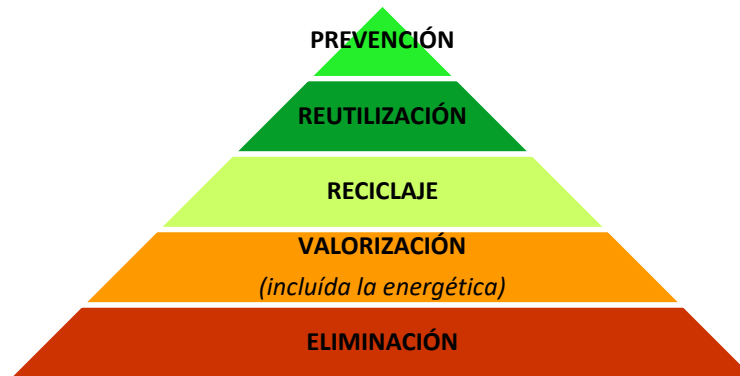 PREVENCIÓN
REUTILIZACIÓN
RECICLAJE
VALORIZACIÓN
(incluída la energética)
ELIMINACIÓN